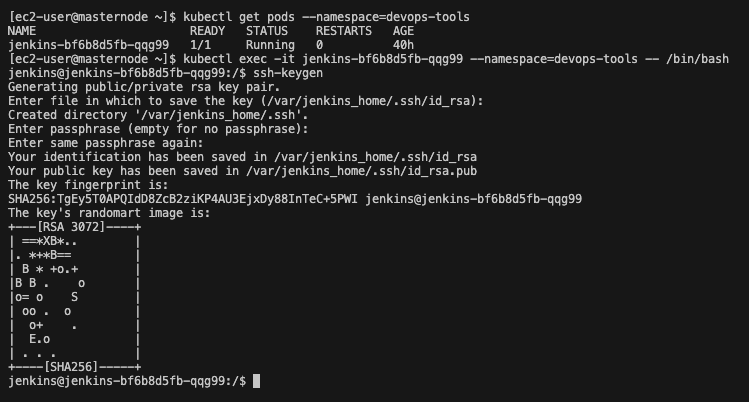 [ec2-user@masternode ~]$ kubectl get pods --namespace=devops-tools
NAME                      READY   STATUS    RESTARTS   AGE
jenkins-bf6b8d5fb-qqg99   1/1     Running   0          40h
[ec2-user@masternode ~]$ kubectl exec -it jenkins-bf6b8d5fb-qqg99 --namespace=devops-tools -- /bin/bash
jenkins@jenkins-bf6b8d5fb-qqg99:/$ ssh-keygen
Generating public/private rsa key pair.
Enter file in which to save the key (/var/jenkins_home/.ssh/id_rsa):
Created directory '/var/jenkins_home/.ssh'.
Enter passphrase (empty for no passphrase):
Enter same passphrase again:
Your identification has been saved in /var/jenkins_home/.ssh/id_rsa
Your public key has been saved in /var/jenkins_home/.ssh/id_rsa.pub
The key fingerprint is:
SHA256:TgEy5T0APQIdD8ZcB2ziKP4AU3EjxDy88InTeC+5PWI jenkins@jenkins-bf6b8d5fb-qqg99
The key's randomart image is:
+---[RSA 3072]----+
| ==*XB*..        |
|. *+*B==         |
| B * +o.+        |
|B B .    o       |
|o= o    S        |
| oo .  o         |
|  o+    .        |
|  E.o            |
| . . .           |
+----[SHA256]-----+
jenkins@jenkins-bf6b8d5fb-qqg99:/$